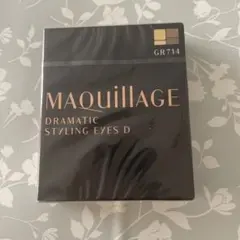 GR714
MAQuillAGE
DRAMATIC
STYLING EYES D